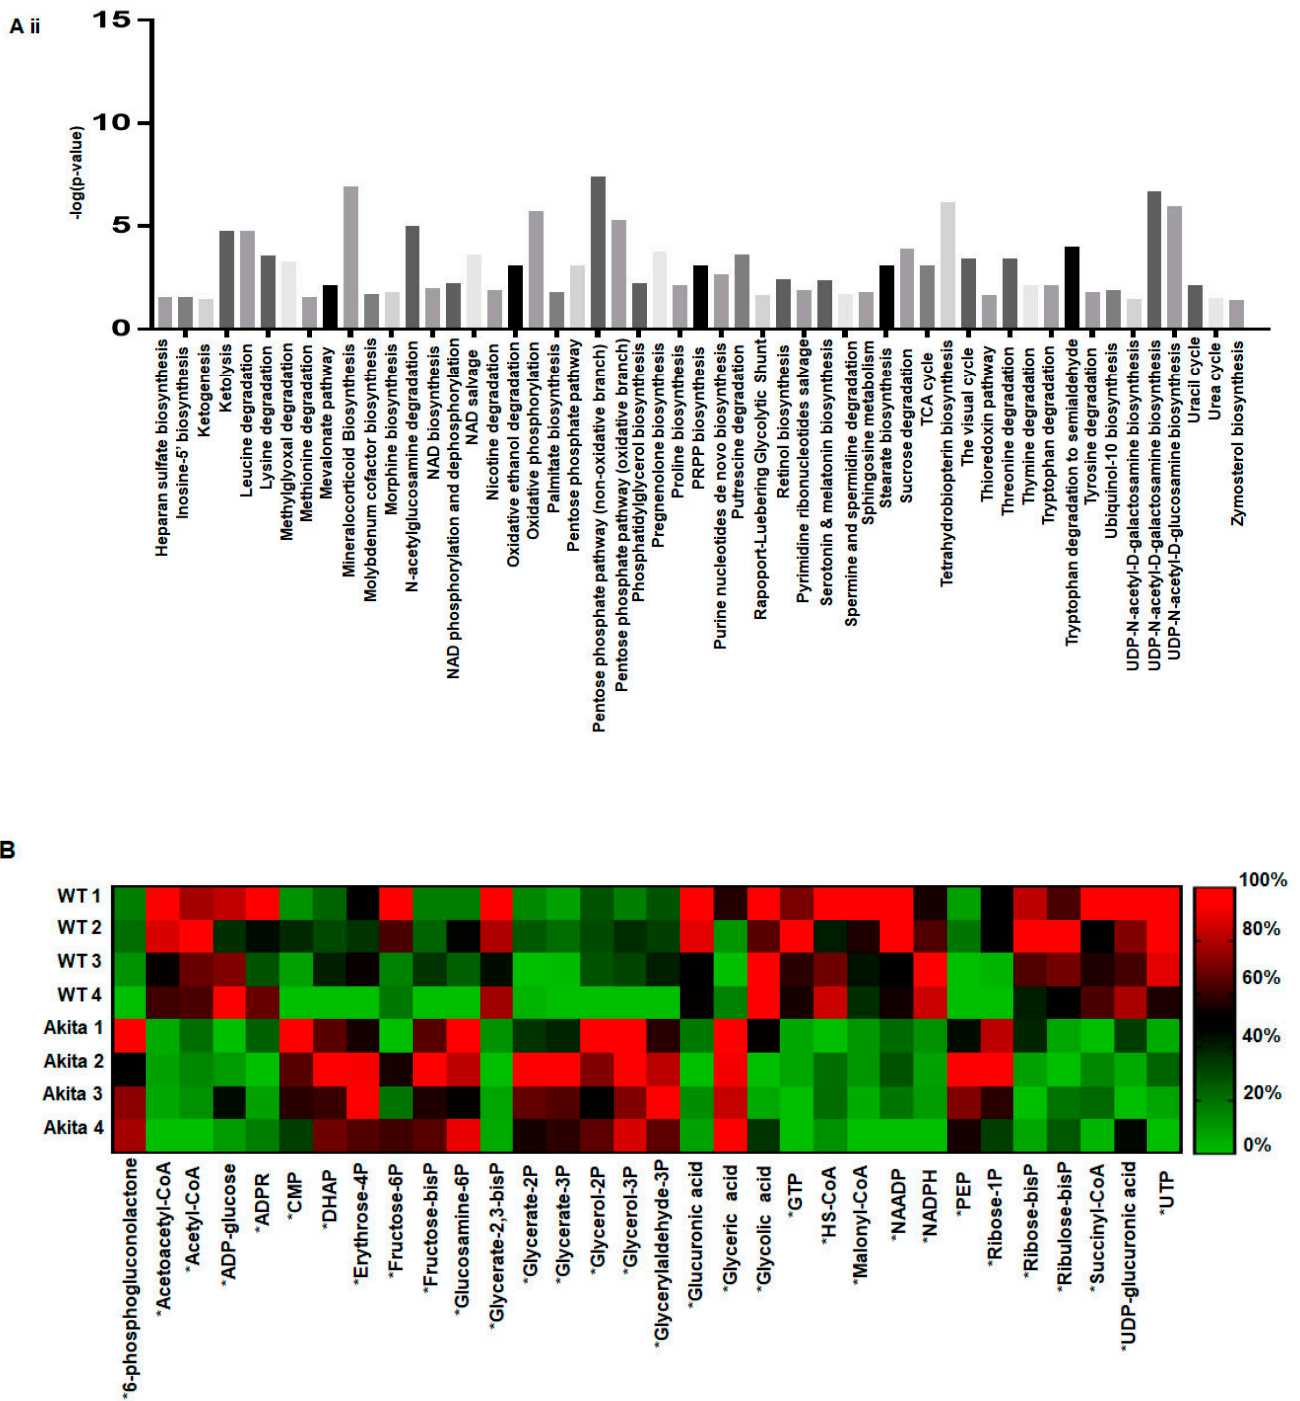 A ii
15
10
5
0
-log(p-value)
Heparan sulfate biosynthesis
Inosine-5' biosynthesis
Ketogenesis
Ketolysis
Leucine degradation
Lysine degradation
Methylglyoxal degradation
Methionine degradation
Mevalonate pathway
Mineralcorticoid Biosynthesis
Molybdenum cofactor biosynthesis
Morphine biosynthesis
N-acetylglucosamine degradation
NAD biosynthesis
NAD phosphorylation and dephosphorylation
NAD salvage
Nicotine degradation
Oxidative ethanol degradation
Oxidative phosphorylation
Palmitate biosynthesis
Pentose phosphate pathway
Pentose phosphate pathway (non-oxidative branch)
Pentose phosphate pathway (oxidative branch)
Phosphatidylglycerol biosynthesis
Pregnenolone biosynthesis
Proline biosynthesis
PRPP biosynthesis
Purine nucleotides de novo biosynthesis
Putrescine degradation
Rapoport-Luebering Glycolytic Shunt
Retinol biosynthesis
Pyrimidine ribonucleotides salvage
Serotonin & melatonin biosynthesis
Spermine and spermidine degradation
Sphingosine metabolism
Stearate biosynthesis
Sucrose degradation
TCA cycle
Tetrahydrobiopterin biosynthesis
The visual cycle
Thioredoxin pathway
Threonine degradation
Thymine degradation
Tryptophan degradation
Tryptophan degradation to semialdehyde
Tyrosine degradation
Ubiquinol-10 biosynthesis
UDP-N-acetyl-D-galactosamine biosynthesis
UDP-N-acetyl-D-galactosamine biosynthesis
UDP-N-acetyl-D-glucosamine biosynthesis
Uracil cycle
Urea cycle
Zymosterol biosynthesis
B
WT 1
WT 2
WT 3
WT 4
Akita 1
Akita 2
Akita 3
Akita 4
100%
80%
60%
40%
20%
0%
*6-phosphogluconolactone
*Acetoacetyl-CoA
*Acetyl-CoA
*ADP-glucose
*ADPR
*CMP
*DHAP
*Erythrose-4P
*Fructose-6P
*Fructose-bisP
*Glucosamine-6P
*Glycerate-2,3-bisP
*Glycerate-2P
*Glycerate-3P
*Glycerol-2P
*Glycerol-3P
*Glycerylaldehyde-3P
*Glucuronic acid
*Glyceric acid
*Glycolic acid
*GTP
*HS-CoA
*Malonyl-CoA
*NAADP
*NADPH
*PEP
*Ribose-1P
*Ribose-bisP
*Ribulose-bisP
*Succinyl-CoA
*UDP-glucuronic acid
*UTP